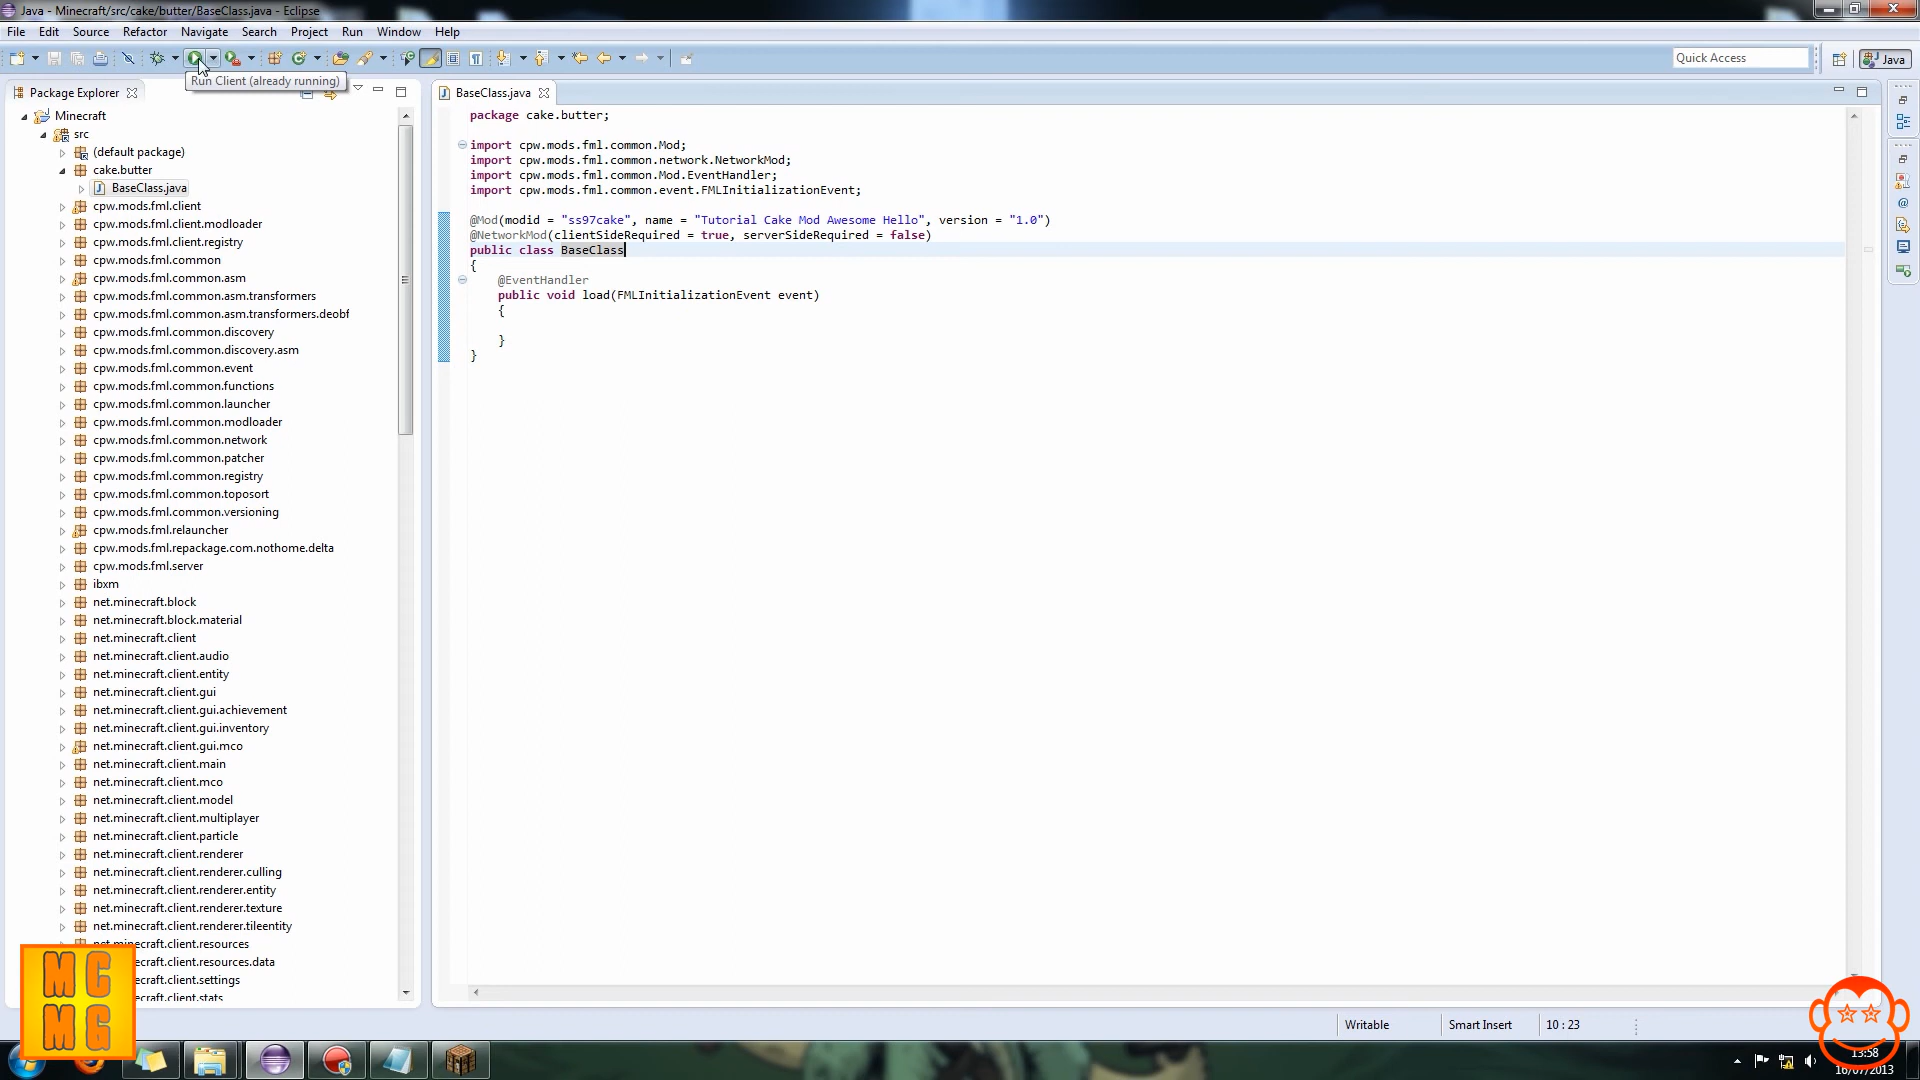 Java - Minecraft/src/cake/butter/BaseClass.java - Eclipse
File Edit Source Refactor Navigate Search Project Run Window Help
Quick Access
Java
Run Client (already running)
Package Explorer
BaseClass.java
Minecraft
src
(default package)
cake.butter
BaseClass.java
cpw.mods.fml.client
cpw.mods.fml.client.modloader
cpw.mods.fml.client.registry
cpw.mods.fml.common
cpw.mods.fml.common.asm
cpw.mods.fml.common.asm.transformers
cpw.mods.fml.common.asm.transformers.deobf
cpw.mods.fml.common.discovery
cpw.mods.fml.common.discovery.asm
cpw.mods.fml.common.event
cpw.mods.fml.common.functions
cpw.mods.fml.common.launcher
cpw.mods.fml.common.modloader
cpw.mods.fml.common.network
cpw.mods.fml.common.patcher
cpw.mods.fml.common.registry
cpw.mods.fml.common.toposort
cpw.mods.fml.common.versioning
cpw.mods.fml.relauncher
cpw.mods.fml.repackage.com.nothome.delta
cpw.mods.fml.server
ibxm
net.minecraft.block
net.minecraft.block.material
net.minecraft.client
net.minecraft.client.audio
net.minecraft.client.entity
net.minecraft.client.gui
net.minecraft.client.gui.achievement
net.minecraft.client.gui.inventory
net.minecraft.client.gui.mco
net.minecraft.client.main
net.minecraft.client.mco
net.minecraft.client.model
net.minecraft.client.multiplayer
net.minecraft.client.particle
net.minecraft.client.renderer
net.minecraft.client.renderer.culling
net.minecraft.client.renderer.entity
net.minecraft.client.renderer.texture
net.minecraft.client.renderer.tileentity
net.minecraft.client.resources
ecraft.client.resources.data
ecraft.client.settings
ecraft.client.stats
package cake.butter;
import cpw.mods.fml.common.Mod;
import cpw.mods.fml.common.network.NetworkMod;
import cpw.mods.fml.common.Mod.EventHandler;
import cpw.mods.fml.common.event.FMLInitializationEvent;
@Mod(modid = "ss97cake", name = "Tutorial Cake Mod Awesome Hello", version = "1.0")
@NetworkMod(clientSideRequired = true, serverSideRequired = false)
public class BaseClass
{
@EventHandler
public void load(FMLInitializationEvent event)
{
}
}
Writable Smart Insert 10 : 23
MC
MG
13:58
16/07/2013